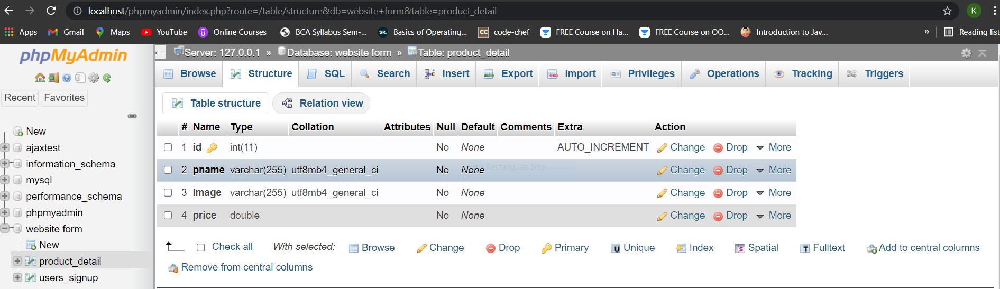 localhost/phpmyadmin/index.php?route=/table/structure&db=website+form&table=product_detail
K
Apps Gmail Maps YouTube Online Courses BCA Syllabus Sem-... SK. Basics of Operating... CC code-chef FREE Course on Ha... FREE Course on OO... Introduction to Jav... » Reading list
phpMyAdmin
Recent Favorites
New
ajaxtest
information_schema
mysql
performance_schema
phpmyadmin
website form
New
product_detail
users_signup
Server: 127.0.0.1 » Database: website form » Table: product_detail
Browse Structure SQL Search Insert Export Import Privileges Operations Tracking Triggers
Table structure Relation view
# Name Type Collation Attributes Null Default Comments Extra Action
1 id int(11) No None AUTO_INCREMENT Change Drop More
2 pname varchar(255) utf8mb4_general_ci No None Rectangular Snip Change Drop More
3 image varchar(255) utf8mb4_general_ci No None Change Drop More
4 price double No None Change Drop More
Check all With selected: Browse Change Drop Primary Unique Index Spatial Fulltext Add to central columns
Remove from central columns